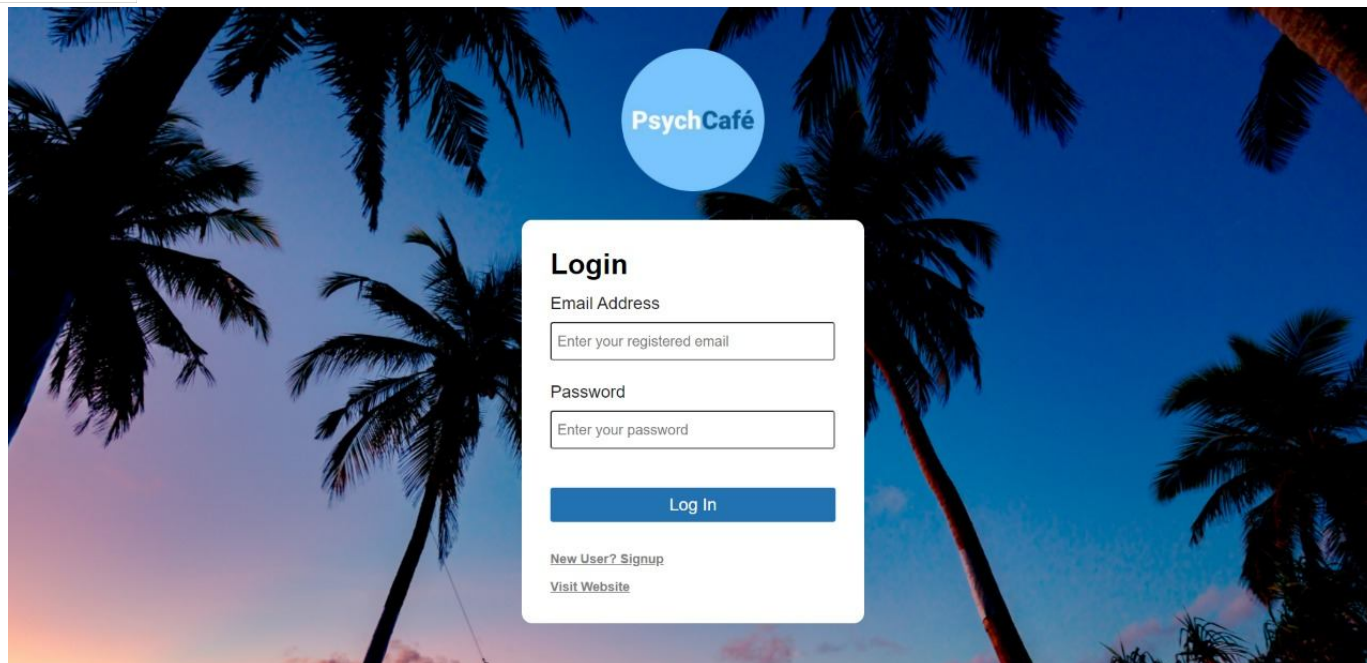 PsychCafé
Login
Email Address
Enter your registered email
Password
Enter your password
Log In
New User? Signup
Visit Website